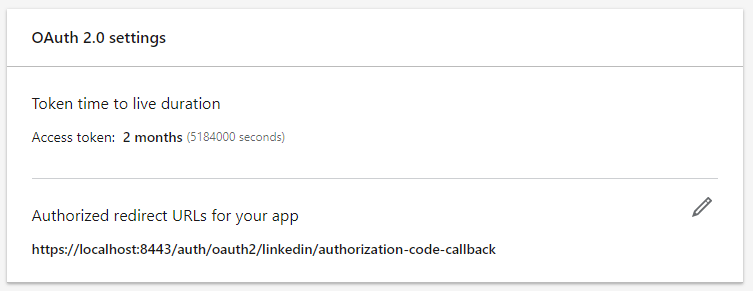 OAuth 2.0 settings
Token time to live duration
Access token: 2 months (5184000 seconds)
Authorized redirect URLs for your app
https://localhost:8443/auth/oauth2/linkedin/authorization-code-callback